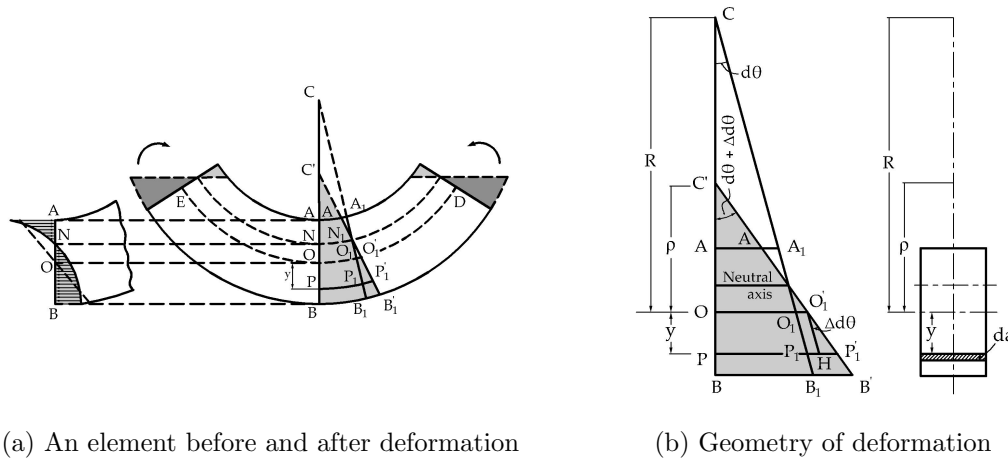 C
C'
A
E
A
A
A₁
D
N
N
N₁
O
O
O₁
O₁'
y
P
P₁
P₁'
B
B
B₁
B₁'
C
dθ
R
dθ + Δdθ
C'
ρ
A
A
A₁
Neutral
axis
O
O₁'
O₁
Δdθ
y
P
P₁
P₁'
H
B
B₁
B'
R
ρ
y
da
(a) An element before and after deformation
(b) Geometry of deformation